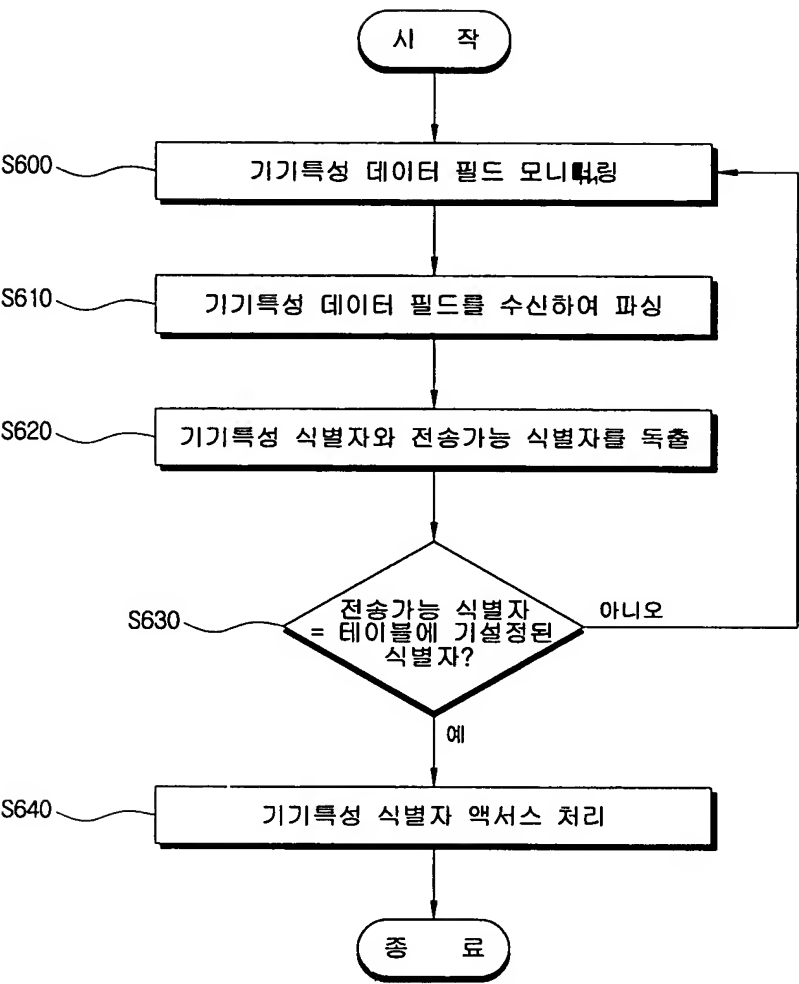 시 작
S600
기기특성 데이터 필드 모니터링
S610
기기특성 데이터 필드를 수신하여 파싱
S620
기기특성 식별자와 전송가능 식별자를 독출
S630
전송가능 식별자
= 테이블에 기설정된
식별자?
아니오
예
S640
기기특성 식별자 액서스 처리
종 료